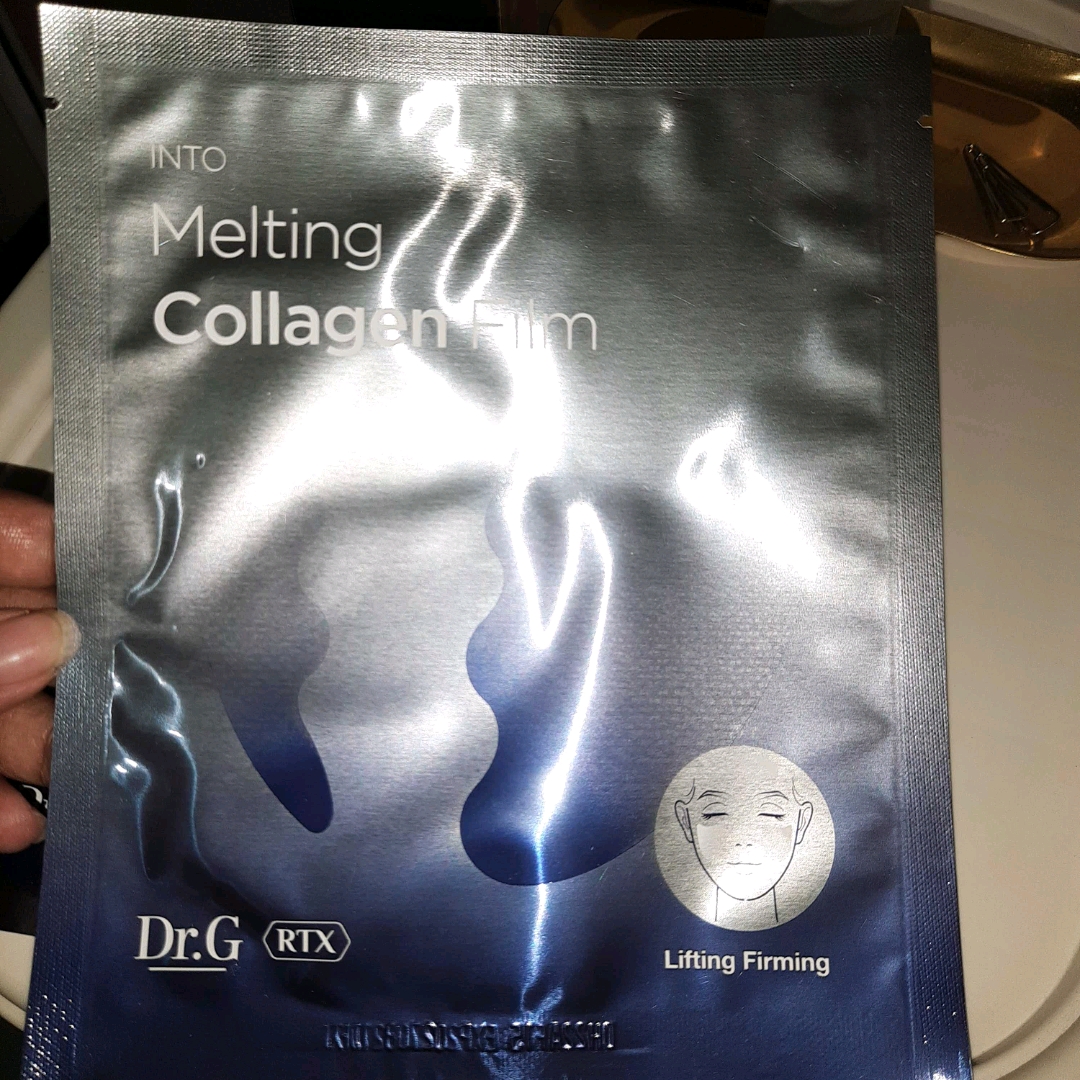 INTO
Melting
Collagen Film
Dr.G RTX
Lifting Firming